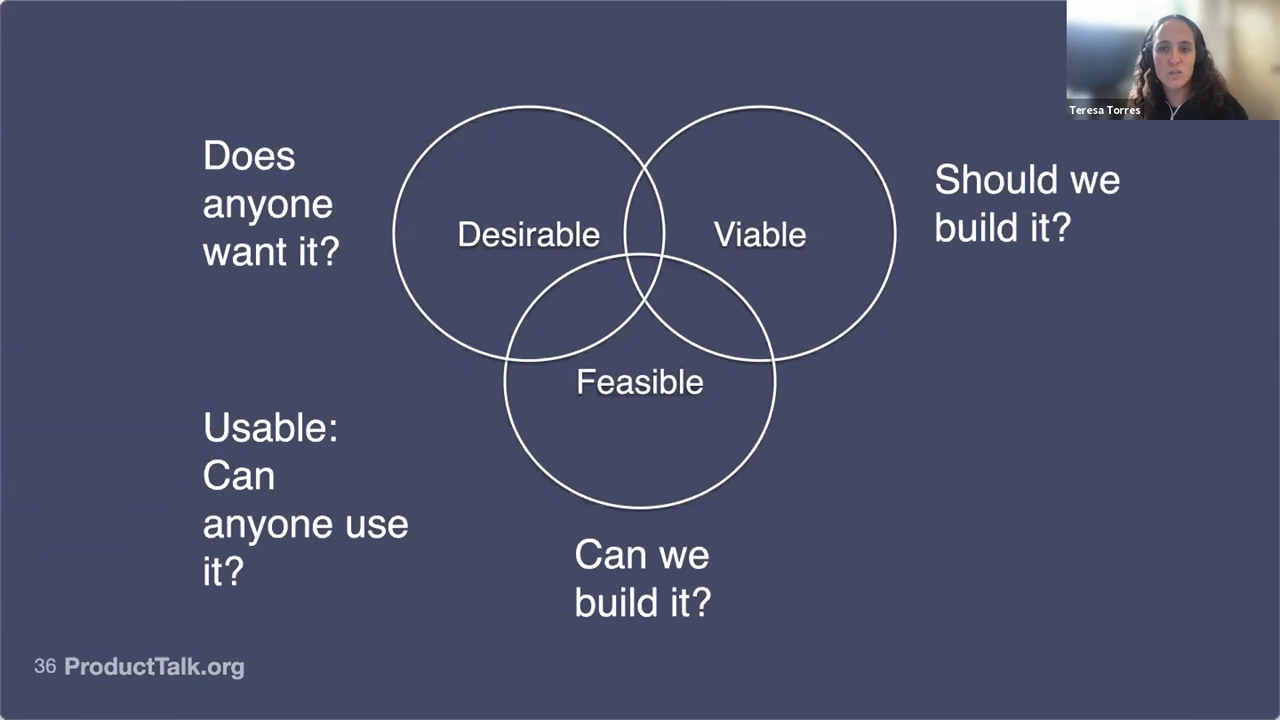 Teresa Torres
Does
anyone
want it?
Desirable
Viable
Should we
build it?
Feasible
Usable:
Can
anyone use
it?
Can we
build it?
36 ProductTalk.org